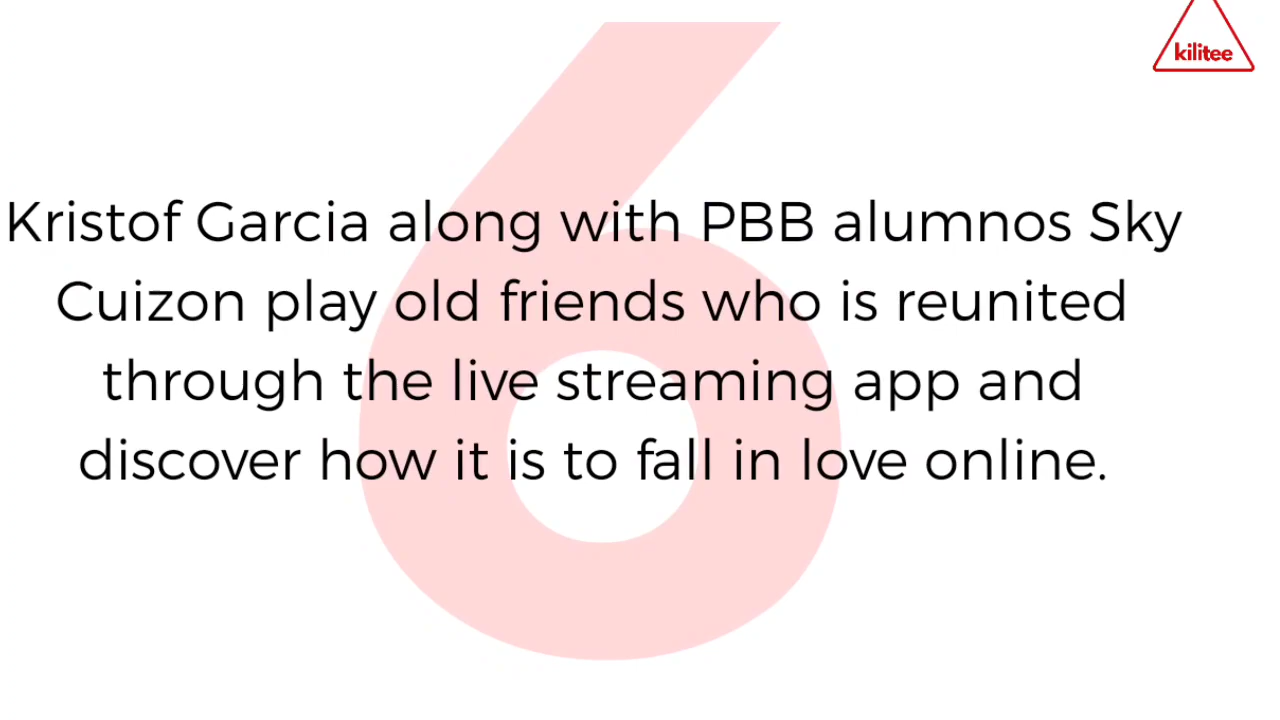 kilitee
6
Kristof Garcia along with PBB alumnos Sky
Cuizon play old friends who is reunited
through the live streaming app and
discover how it is to fall in love online.